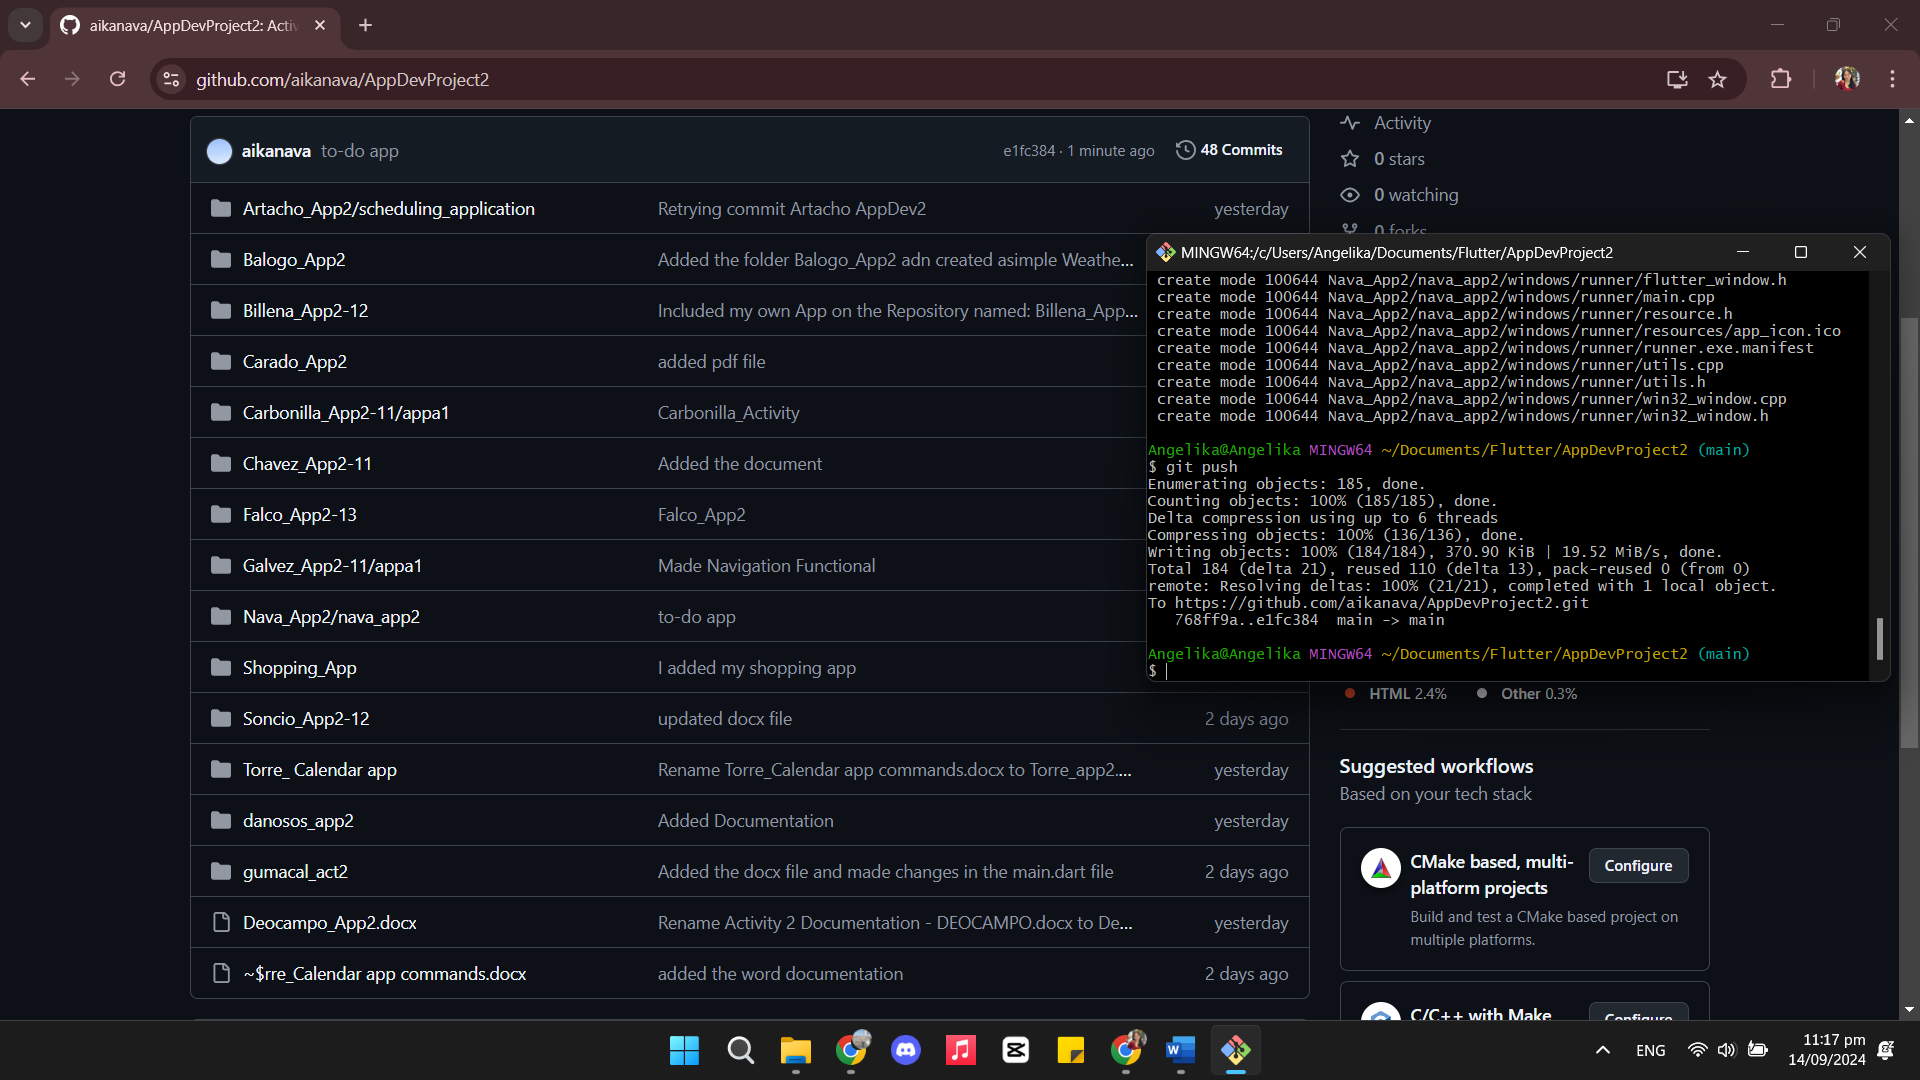 aikanava/AppDevProject2: Activ
github.com/aikanava/AppDevProject2
aikanava to-do app e1fc384 · 1 minute ago 48 Commits
Artacho_App2/scheduling_application Retrying commit Artacho AppDev2 yesterday
Balogo_App2 Added the folder Balogo_App2 adn created asimple Weathe...
Billena_App2-12 Included my own App on the Repository named: Billena_App...
Carado_App2 added pdf file
Carbonilla_App2-11/appa1 Carbonilla_Activity
Chavez_App2-11 Added the document
Falco_App2-13 Falco_App2
Galvez_App2-11/appa1 Made Navigation Functional
Nava_App2/nava_app2 to-do app
Shopping_App I added my shopping app
Soncio_App2-12 updated docx file 2 days ago
Torre_ Calendar app Rename Torre_Calendar app commands.docx to Torre_app2.... yesterday
danosos_app2 Added Documentation yesterday
gumacal_act2 Added the docx file and made changes in the main.dart file 2 days ago
Deocampo_App2.docx Rename Activity 2 Documentation - DEOCAMPO.docx to De... yesterday
~$rre_Calendar app commands.docx added the word documentation 2 days ago
Activity
0 stars
0 watching
0 forks
MINGW64:/c/Users/Angelika/Documents/Flutter/AppDevProject2
create mode 100644 Nava_App2/nava_app2/windows/runner/flutter_window.h
create mode 100644 Nava_App2/nava_app2/windows/runner/main.cpp
create mode 100644 Nava_App2/nava_app2/windows/runner/resource.h
create mode 100644 Nava_App2/nava_app2/windows/runner/resources/app_icon.ico
create mode 100644 Nava_App2/nava_app2/windows/runner/runner.exe.manifest
create mode 100644 Nava_App2/nava_app2/windows/runner/utils.cpp
create mode 100644 Nava_App2/nava_app2/windows/runner/utils.h
create mode 100644 Nava_App2/nava_app2/windows/runner/win32_window.cpp
create mode 100644 Nava_App2/nava_app2/windows/runner/win32_window.h
Angelika@Angelika MINGW64 ~/Documents/Flutter/AppDevProject2 (main)
$ git push
Enumerating objects: 185, done.
Counting objects: 100% (185/185), done.
Delta compression using up to 6 threads
Compressing objects: 100% (136/136), done.
Writing objects: 100% (184/184), 370.90 KiB | 19.52 MiB/s, done.
Total 184 (delta 21), reused 110 (delta 13), pack-reused 0 (from 0)
remote: Resolving deltas: 100% (21/21), completed with 1 local object.
To https://github.com/aikanava/AppDevProject2.git
768ff9a..e1fc384 main -> main
Angelika@Angelika MINGW64 ~/Documents/Flutter/AppDevProject2 (main)
$
HTML 2.4% Other 0.3%
Suggested workflows
Based on your tech stack
CMake based, multi-
platform projects
Configure
Build and test a CMake based project on
multiple platforms.
C/C++ with Make
Configure
ENG
11:17 pm
14/09/2024